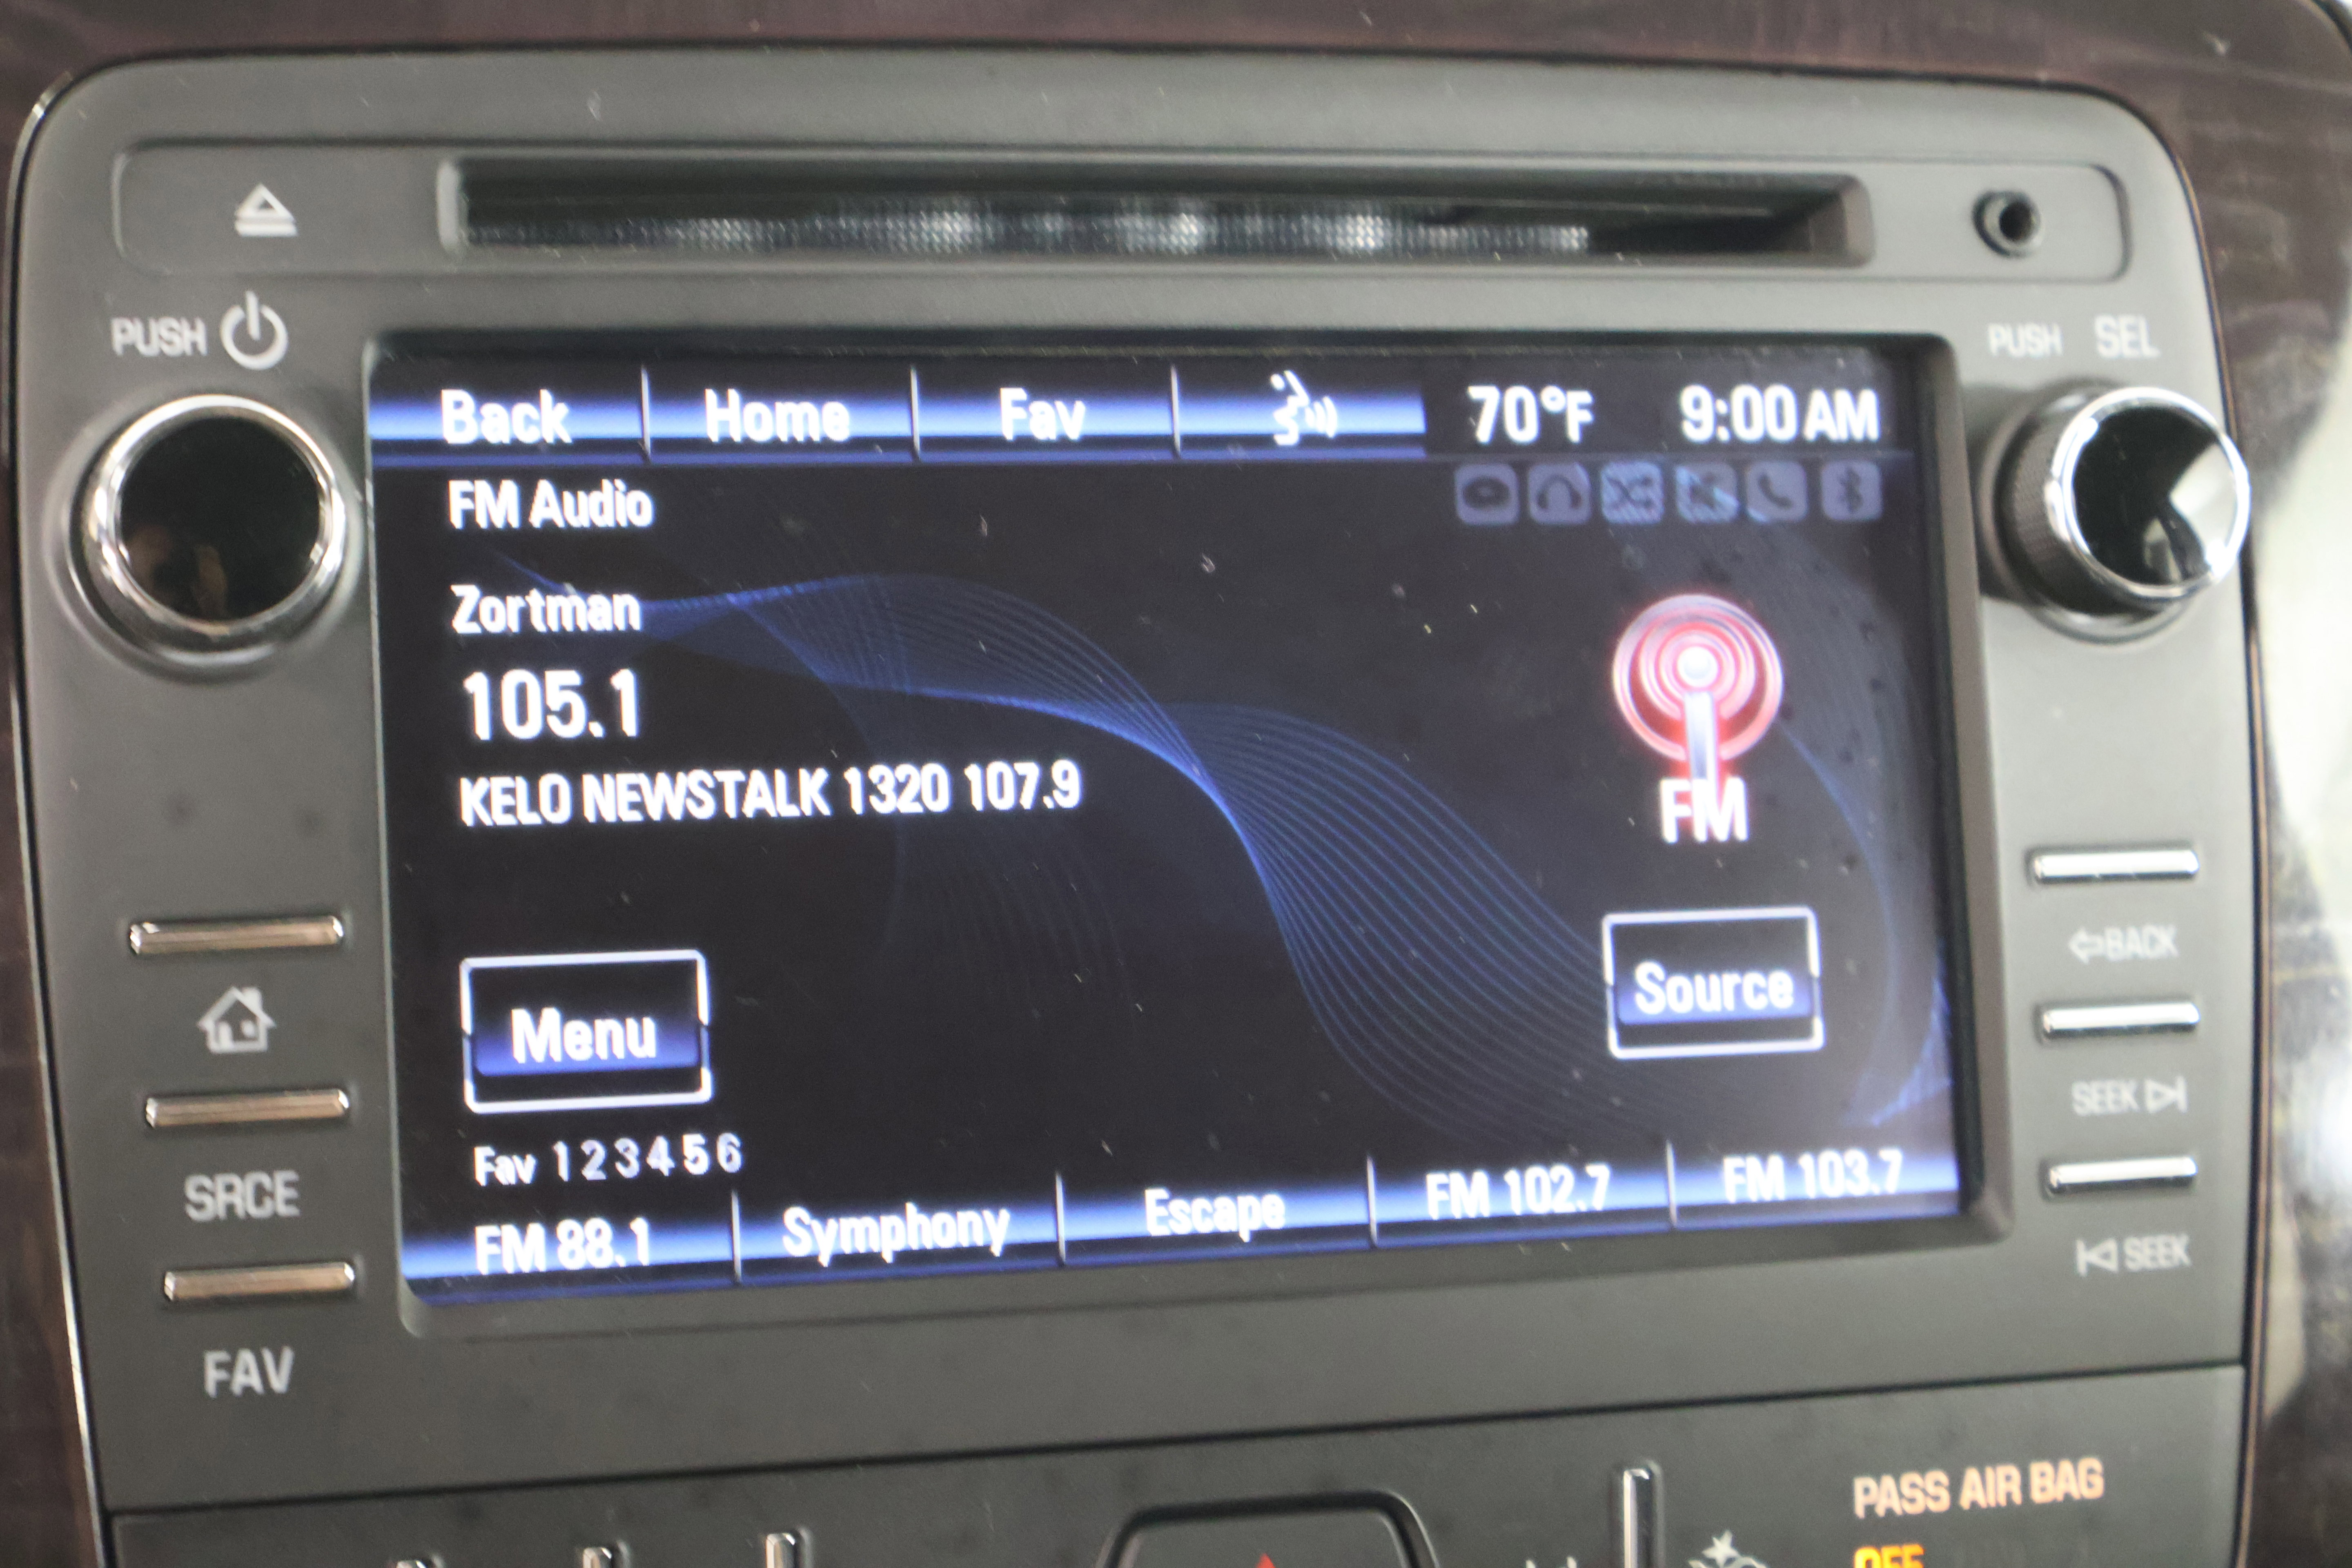 PUSH
PUSH SEL
Back Home Fav 70°F 9:00 AM
FM Audio
Zortman
105.1
KELO NEWSTALK 1320 107.9
FM
Menu
Source
Fav 1 2 3 4 5 6
FM 88.1 Symphony Escape FM 102.7 FM 103.7
SRCE
FAV
BACK
SEEK
SEEK
PASS AIR BAG
OFF